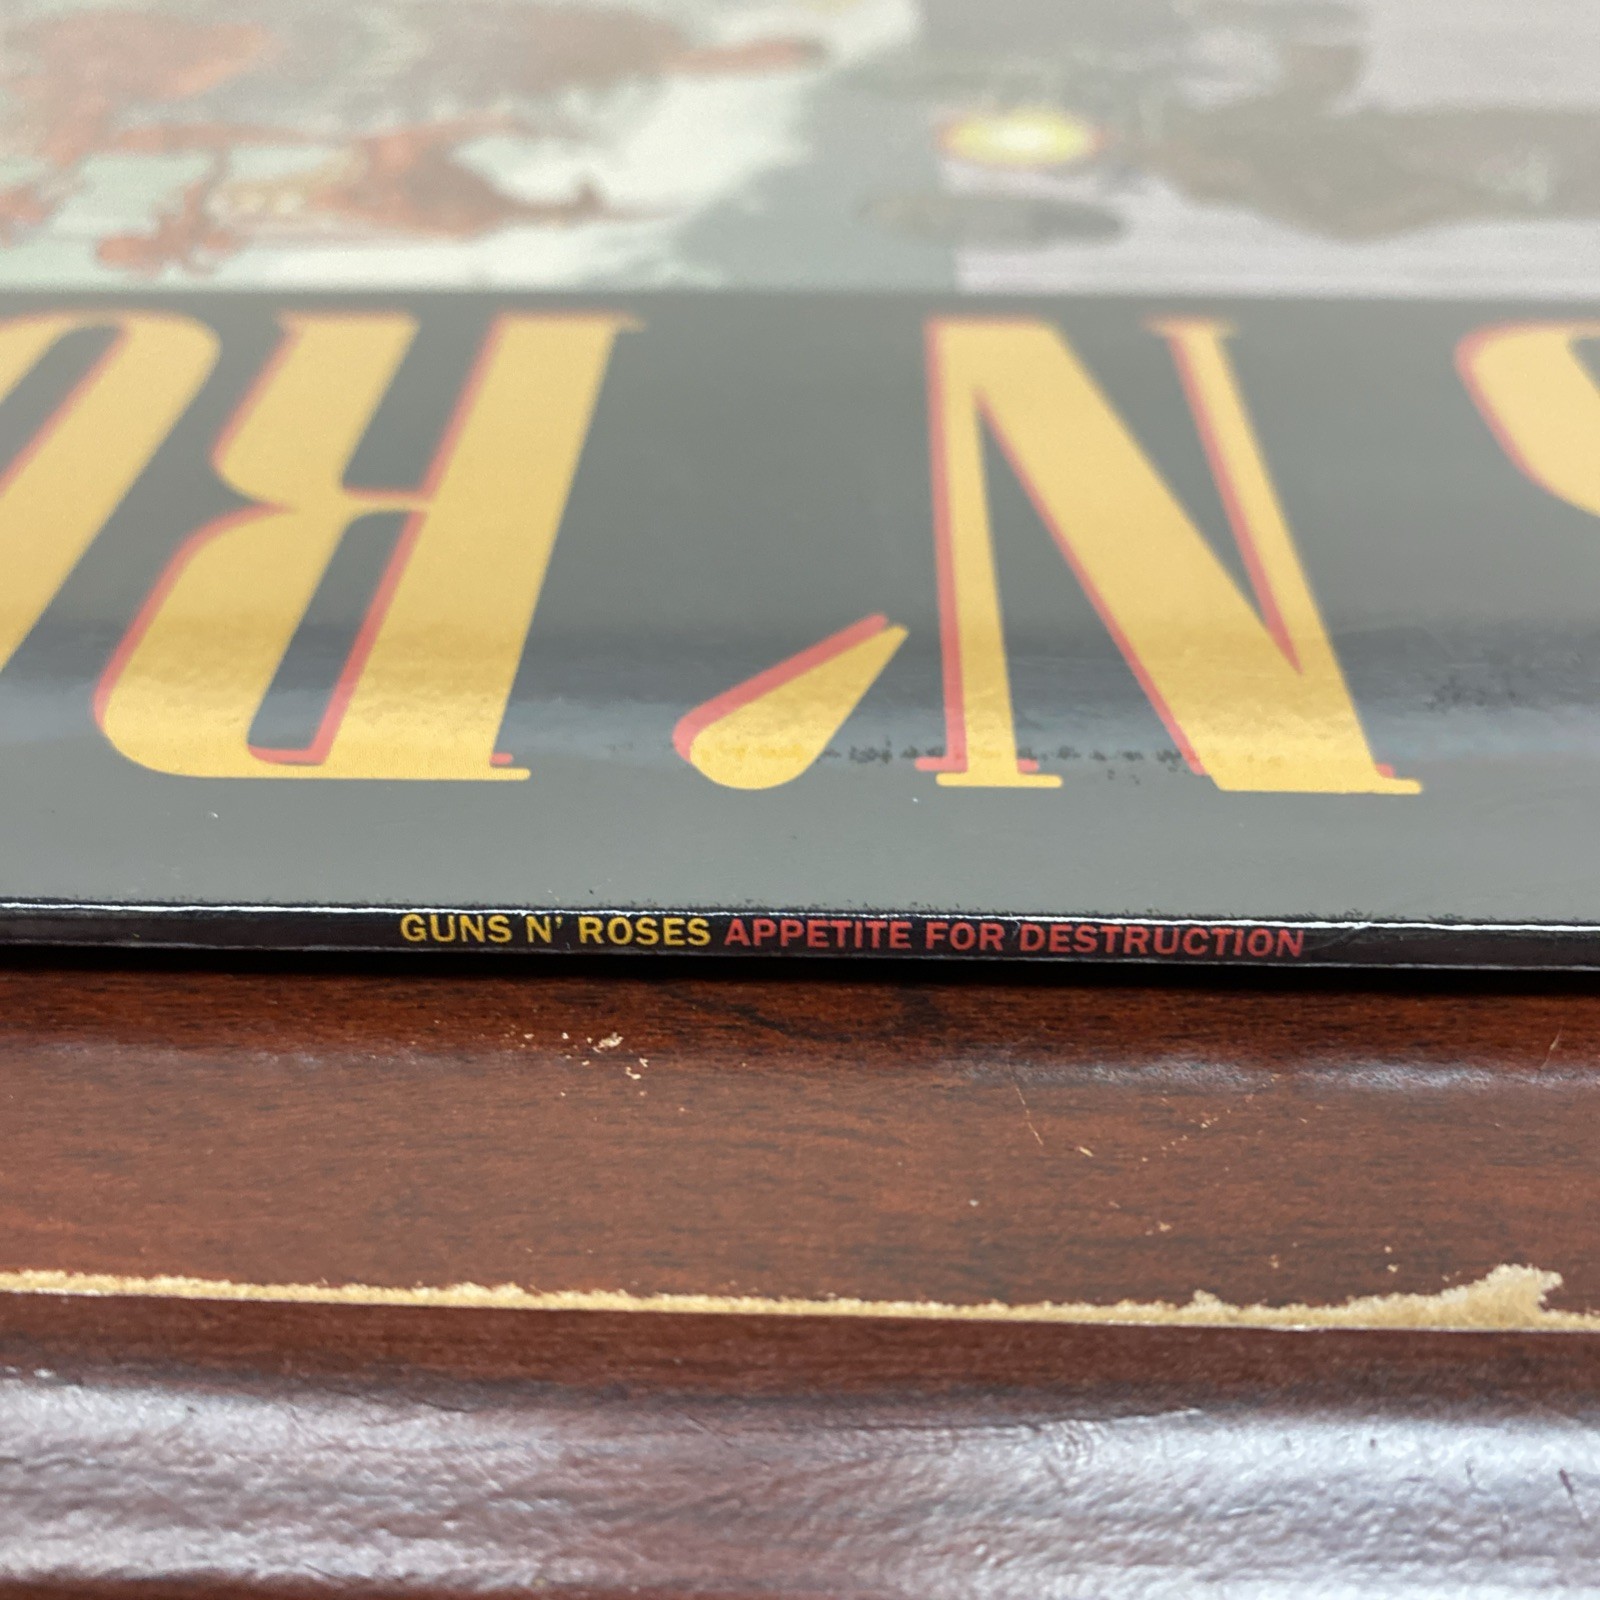 S N' RO
GUNS N' ROSES APPETITE FOR DESTRUCTION